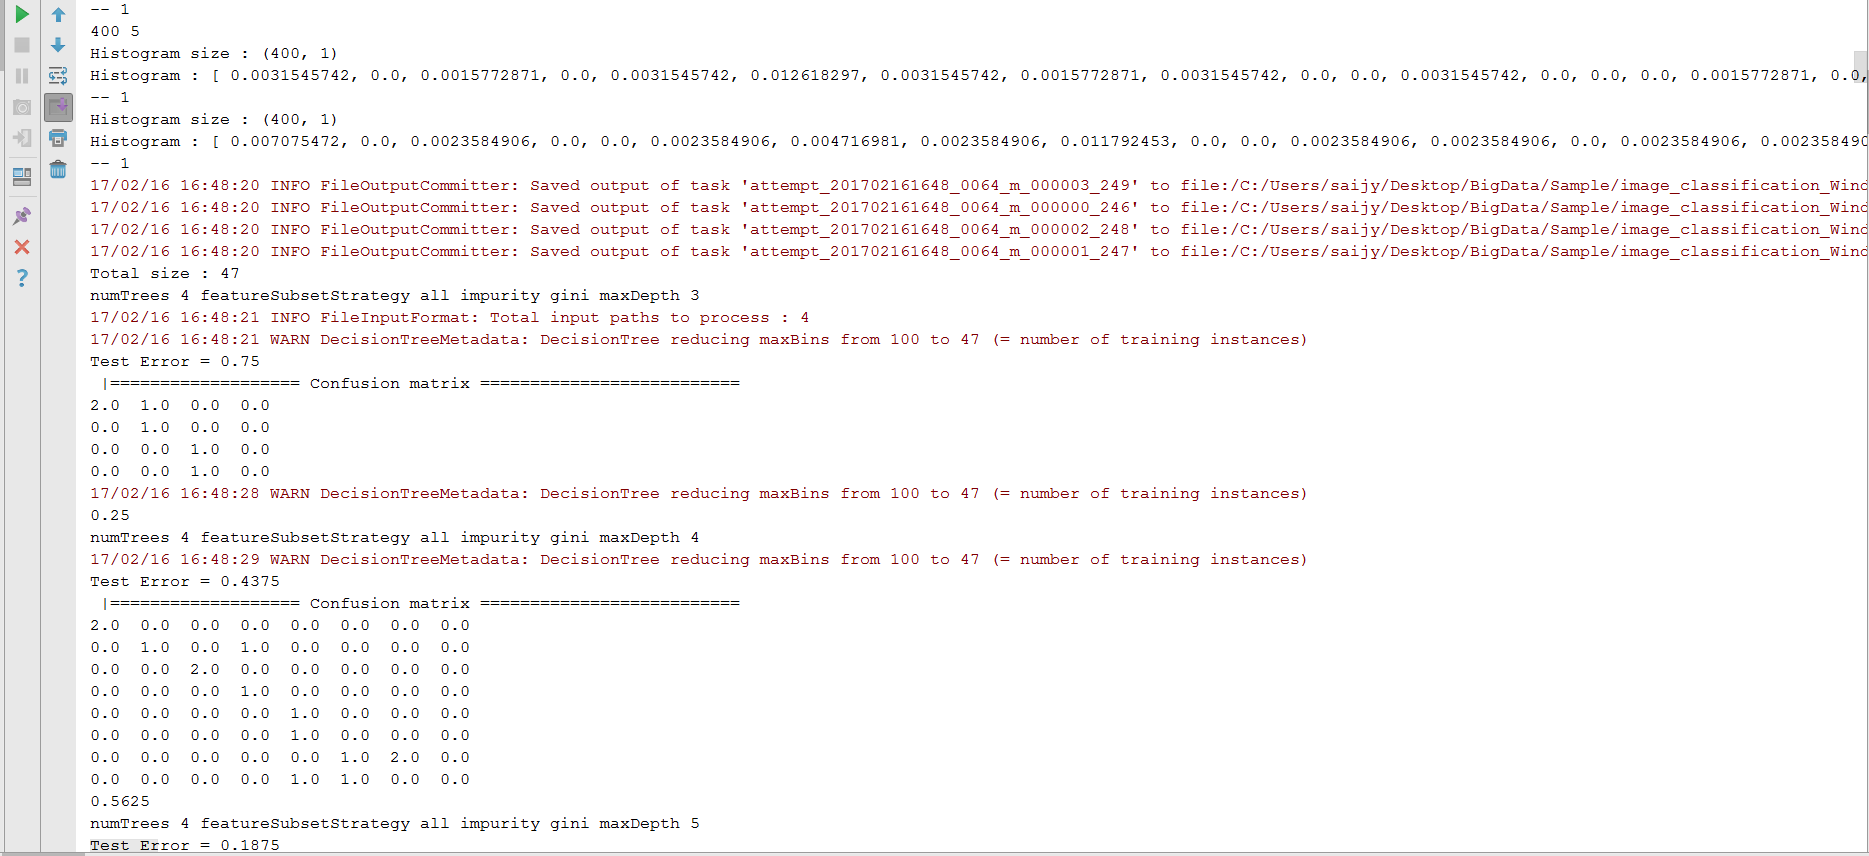 -- 1
400 5
Histogram size : (400, 1)
Histogram : [ 0.0031545742, 0.0, 0.0015772871, 0.0, 0.0031545742, 0.012618297, 0.0031545742, 0.0015772871, 0.0031545742, 0.0, 0.0, 0.0031545742, 0.0, 0.0, 0.0, 0.0015772871, 0.0,
-- 1
Histogram size : (400, 1)
Histogram : [ 0.007075472, 0.0, 0.0023584906, 0.0, 0.0, 0.0023584906, 0.004716981, 0.0023584906, 0.011792453, 0.0, 0.0, 0.0023584906, 0.0023584906, 0.0, 0.0023584906, 0.00235849
-- 1
17/02/16 16:48:20 INFO FileOutputCommitter: Saved output of task 'attempt_201702161648_0064_m_000003_249' to file:/C:/Users/saijy/Desktop/BigData/Sample/image_classification_Wind
17/02/16 16:48:20 INFO FileOutputCommitter: Saved output of task 'attempt_201702161648_0064_m_000000_246' to file:/C:/Users/saijy/Desktop/BigData/Sample/image_classification_Wind
17/02/16 16:48:20 INFO FileOutputCommitter: Saved output of task 'attempt_201702161648_0064_m_000002_248' to file:/C:/Users/saijy/Desktop/BigData/Sample/image_classification_Wind
17/02/16 16:48:20 INFO FileOutputCommitter: Saved output of task 'attempt_201702161648_0064_m_000001_247' to file:/C:/Users/saijy/Desktop/BigData/Sample/image_classification_Wind
Total size : 47
numTrees 4 featureSubsetStrategy all impurity gini maxDepth 3
17/02/16 16:48:21 INFO FileInputFormat: Total input paths to process : 4
17/02/16 16:48:21 WARN DecisionTreeMetadata: DecisionTree reducing maxBins from 100 to 47 (= number of training instances)
Test Error = 0.75
|=================== Confusion matrix ==========================
2.0 1.0 0.0 0.0
0.0 1.0 0.0 0.0
0.0 0.0 1.0 0.0
0.0 0.0 1.0 0.0
17/02/16 16:48:28 WARN DecisionTreeMetadata: DecisionTree reducing maxBins from 100 to 47 (= number of training instances)
0.25
numTrees 4 featureSubsetStrategy all impurity gini maxDepth 4
17/02/16 16:48:29 WARN DecisionTreeMetadata: DecisionTree reducing maxBins from 100 to 47 (= number of training instances)
Test Error = 0.4375
|=================== Confusion matrix ==========================
2.0 0.0 0.0 0.0 0.0 0.0 0.0 0.0
0.0 1.0 0.0 1.0 0.0 0.0 0.0 0.0
0.0 0.0 2.0 0.0 0.0 0.0 0.0 0.0
0.0 0.0 0.0 1.0 0.0 0.0 0.0 0.0
0.0 0.0 0.0 0.0 1.0 0.0 0.0 0.0
0.0 0.0 0.0 0.0 1.0 0.0 0.0 0.0
0.0 0.0 0.0 0.0 0.0 1.0 2.0 0.0
0.0 0.0 0.0 0.0 1.0 1.0 0.0 0.0
0.5625
numTrees 4 featureSubsetStrategy all impurity gini maxDepth 5
Test Error = 0.1875